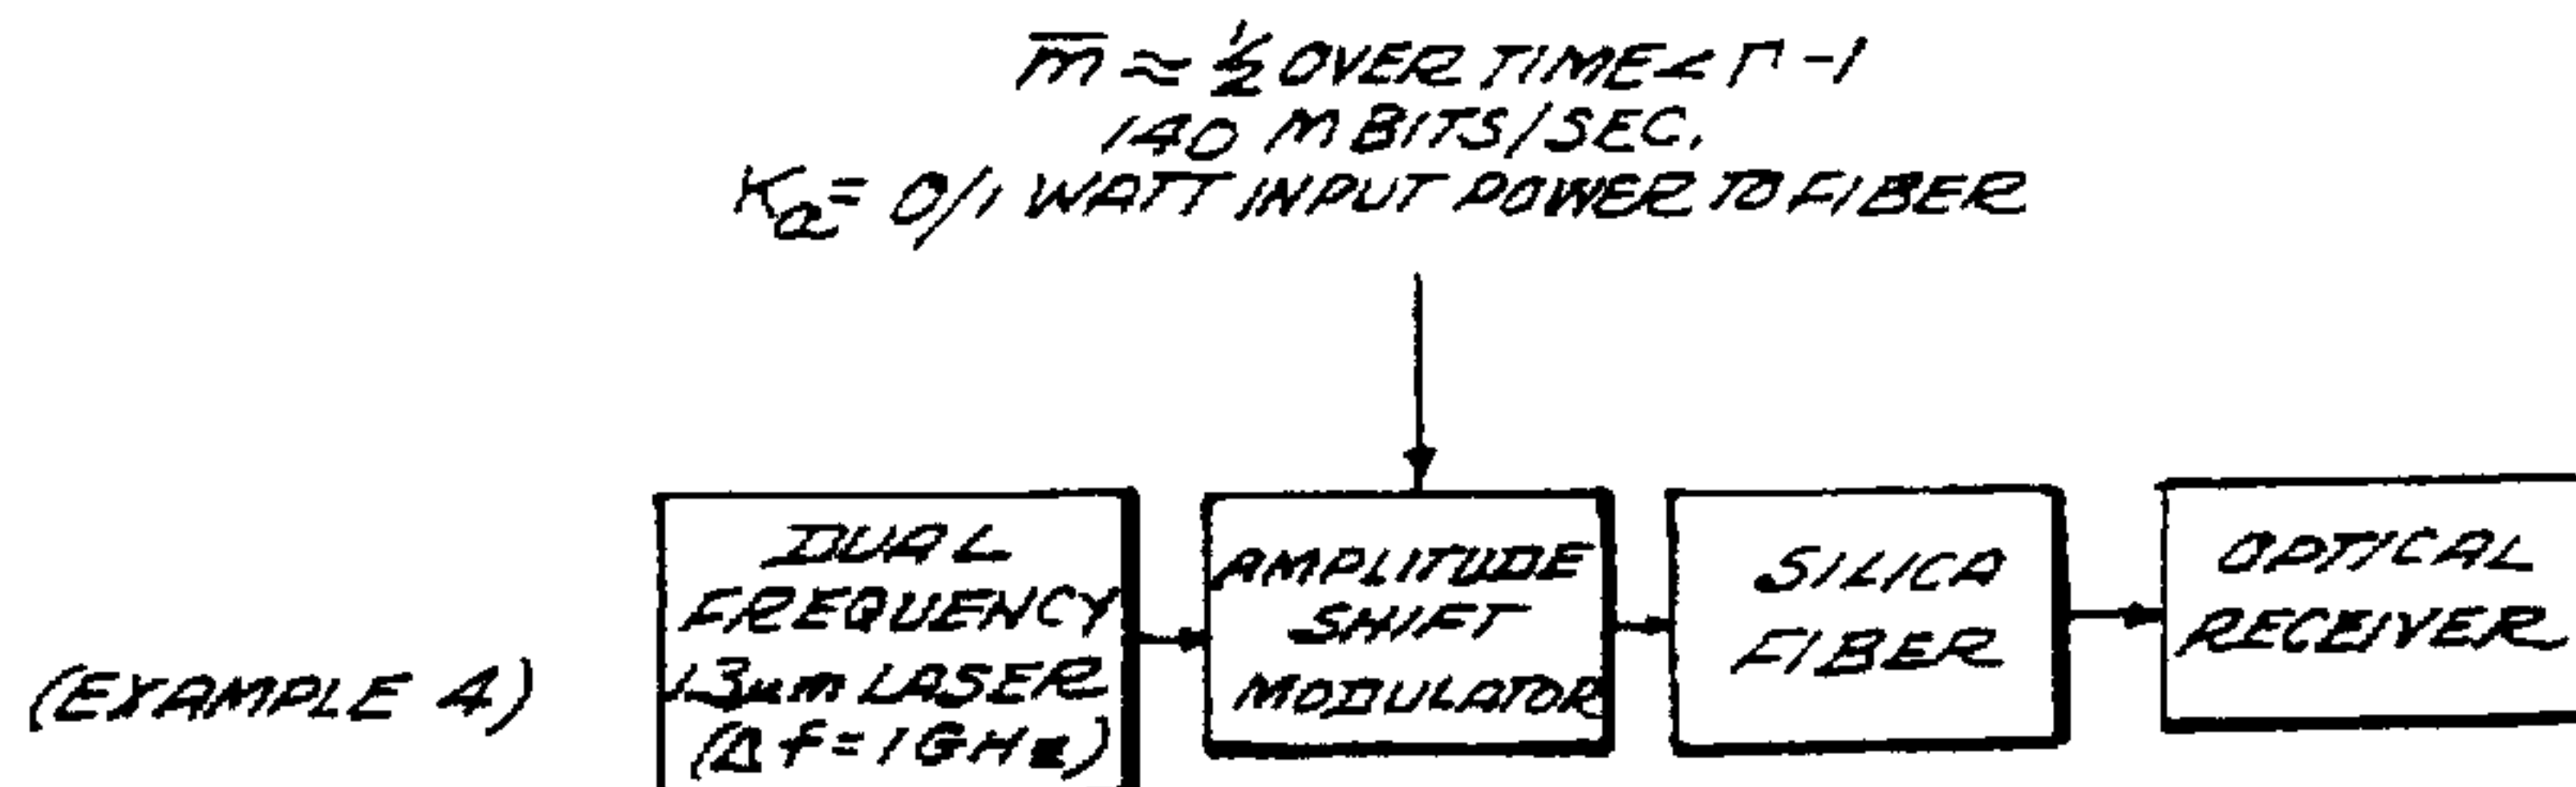 m̅ ≈ ½ OVER TIME < Γ -1
140 M BITS/SEC.
Ka = 0/1 WATT INPUT POWER TO FIBER
DUAL
FREQUENCY
1.3um LASER
(Δf = 1GHz)
AMPLITUDE
SHIFT
MODULATOR
SILICA
FIBER
OPTICAL
RECEIVER
(EXAMPLE 4)